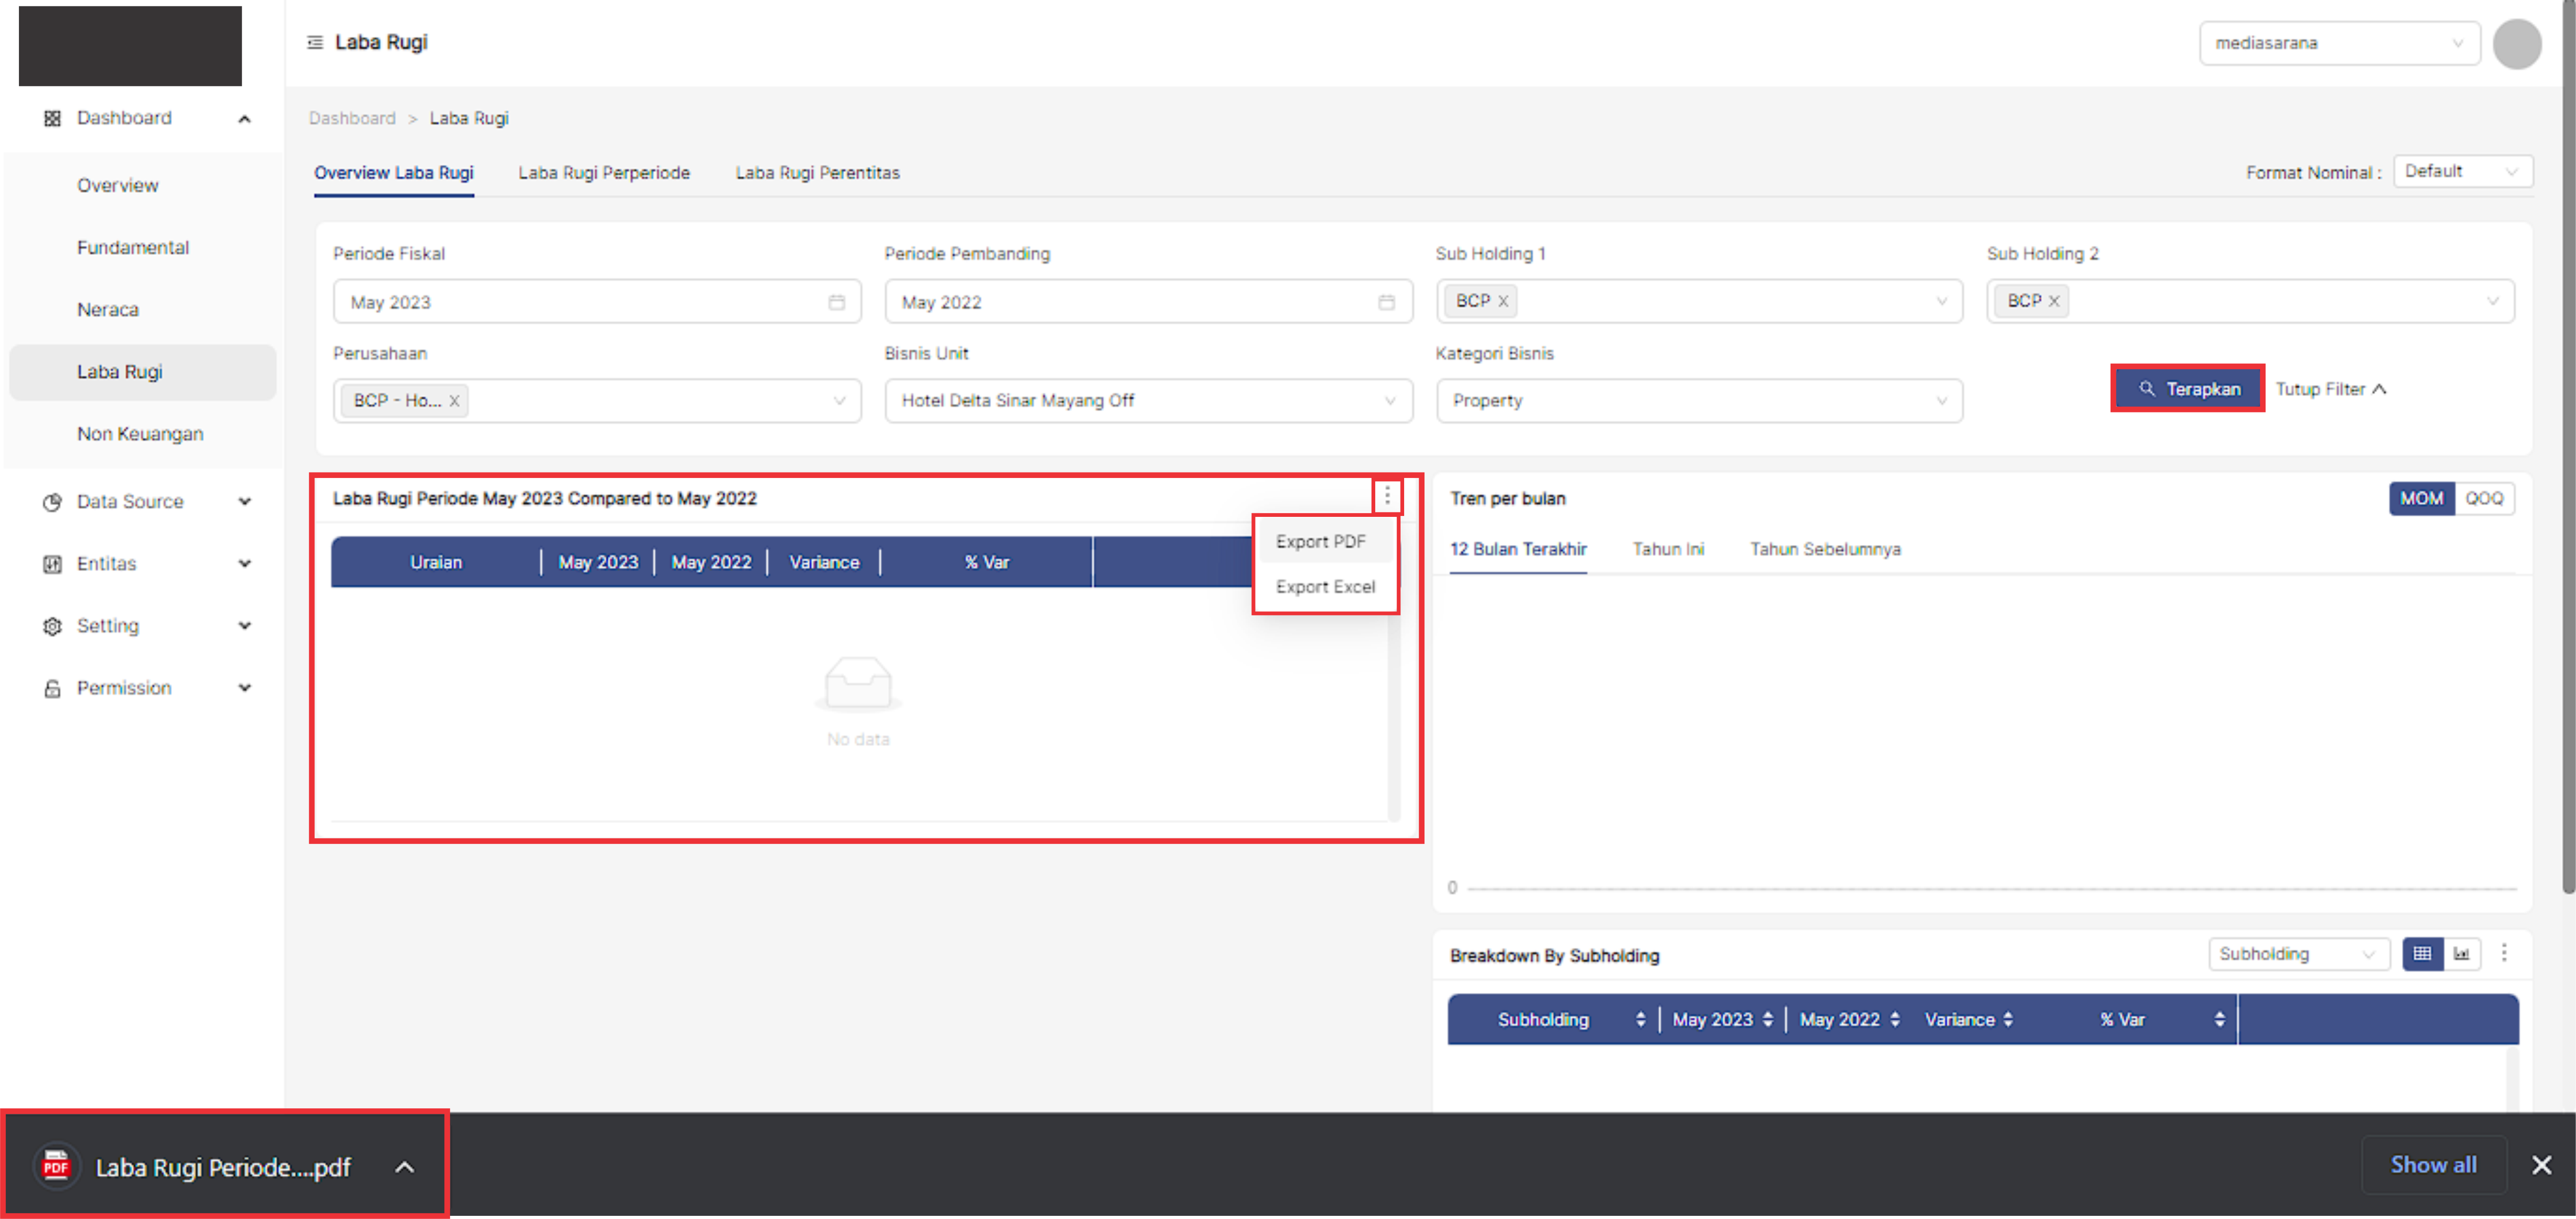 Laba Rugi
mediasarana
Dashboard
Overview
Fundamental
Neraca
Laba Rugi
Non Keuangan
Data Source
Entitas
Setting
Permission
Dashboard > Laba Rugi
Overview Laba Rugi Laba Rugi Perperiode Laba Rugi Perentitas
Format Nominal : Default
Periode Fiskal Periode Pembanding Sub Holding 1 Sub Holding 2
May 2023 May 2022 BCP X BCP X
Perusahaan Bisnis Unit Kategori Bisnis
BCP - Ho... X Hotel Delta Sinar Mayang Off Property
Terapkan Tutup Filter
Laba Rugi Periode May 2023 Compared to May 2022
Export PDF
Export Excel
Uraian May 2023 May 2022 Variance % Var
No data
Tren per bulan
MOM QOQ
12 Bulan Terakhir Tahun Ini Tahun Sebelumnya
0
Breakdown By Subholding
Subholding
Subholding May 2023 May 2022 Variance % Var
PDF Laba Rugi Periode....pdf
Show all